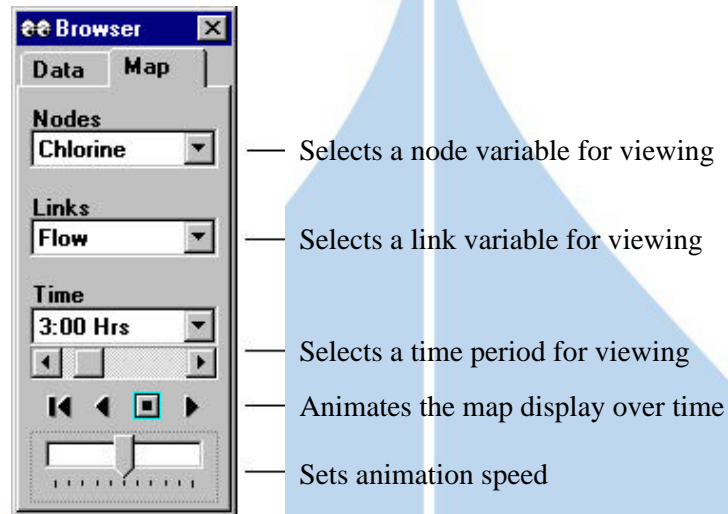 Browser
Data Map
Nodes
Chlorine
Selects a node variable for viewing
Links
Flow
Selects a link variable for viewing
Time
3:00 Hrs
Selects a time period for viewing
Animates the map display over time
Sets animation speed